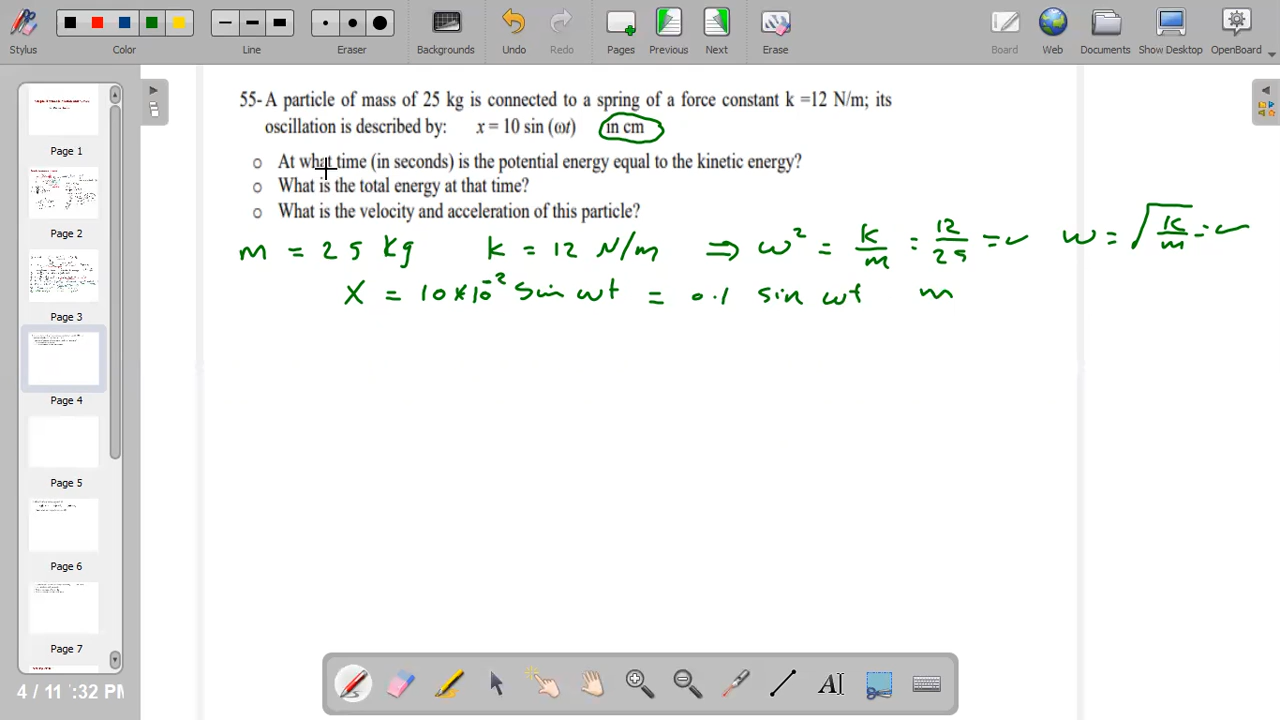 Stylus Color Line Eraser Backgrounds Undo Redo Pages Previous Next Erase Board Web Documents Show Desktop OpenBoard
55- A particle of mass of 25 kg is connected to a spring of a force constant k =12 N/m; its
oscillation is described by: x = 10 sin (ωt) in cm
o At what time (in seconds) is the potential energy equal to the kinetic energy?
o What is the total energy at that time?
o What is the velocity and acceleration of this particle?
m = 25 kg k = 12 N/m ⇒ ω² = k/m = 12/25 = ✓ ω = √(k/m) = ✓
X = 10×10⁻² Sin ωt = 0.1 sin ωt m
Page 1
Page 2
Page 3
Page 4
Page 5
Page 6
Page 7
4 / 11